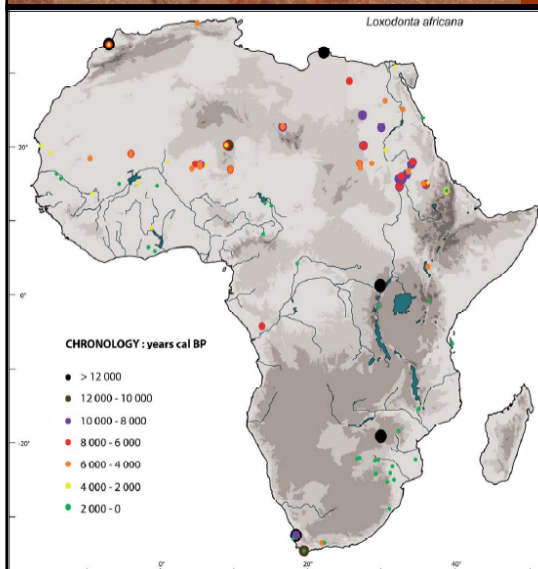 Loxodonta africana
20°
0°
CHRONOLOGY : years cal BP
> 12 000
12 000 - 10 000
10 000 - 8 000
8 000 - 6 000
6 000 - 4 000
4 000 - 2 000
2 000 - 0
-20°
0°
20°
40°